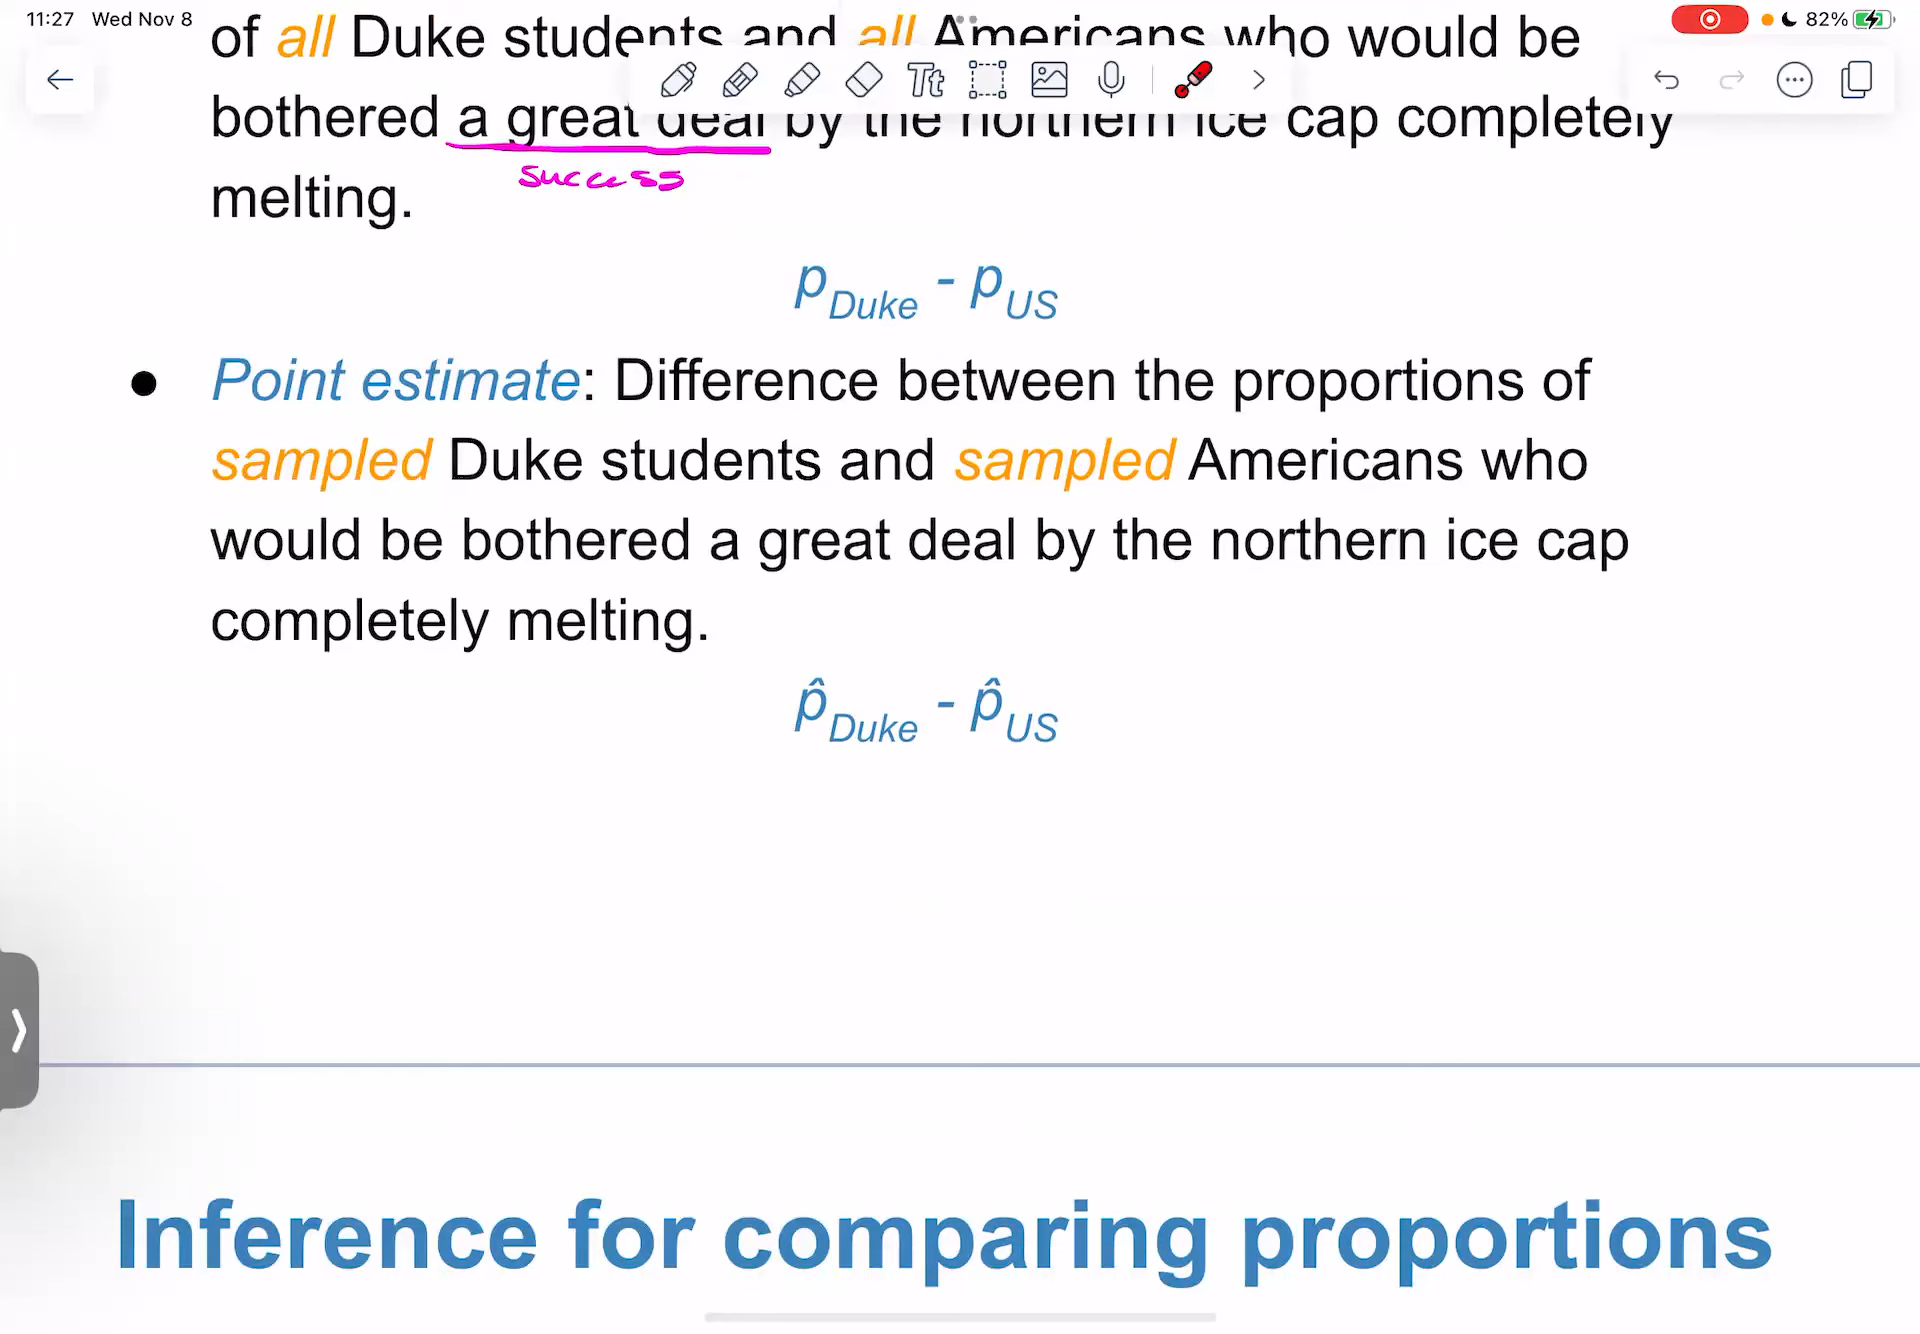 11:27 Wed Nov 8
82%
of all Duke students and all Americans who would be
Tt
bothered a great deal by the northern ice cap completely
success
melting.
p Duke - p US
● Point estimate: Difference between the proportions of
sampled Duke students and sampled Americans who
would be bothered a great deal by the northern ice cap
completely melting.
p̂ Duke - p̂ US
Inference for comparing proportions